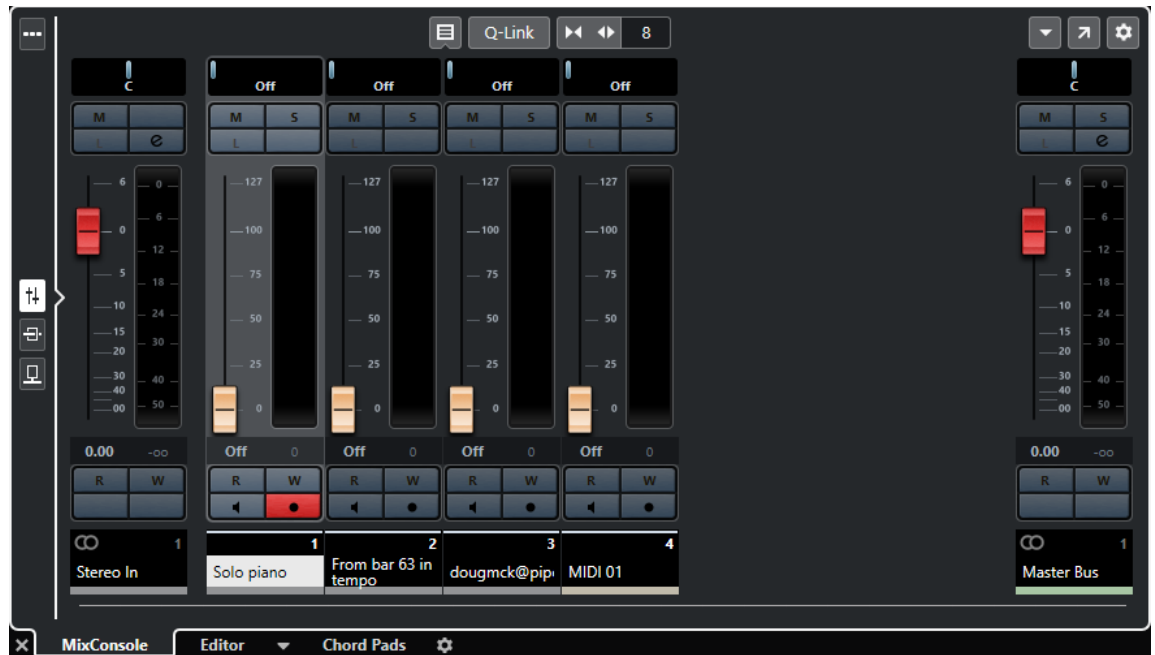 Q-Link 8
C Off Off Off Off C
M M S M S M S M S M S
L e L L L L L e
6 0 127 127 127 127 6 0
6 6
0 100 100 100 100 0
12 12
5 75 75 75 75 5
18 18
10 24 50 50 50 50 10 24
15 15
20 30 20 30
30 25 25 25 25 30
40 40 40 40
00 50 0 0 0 0 00 50
0.00 -oo Off 0 Off 0 Off 0 Off 0 0.00 -oo
R W R W R W R W R W R W
1 1 2 3 4 1
Stereo In Solo piano From bar 63 in dougmck@pip MIDI 01 Master Bus
tempo
MixConsole Editor Chord Pads